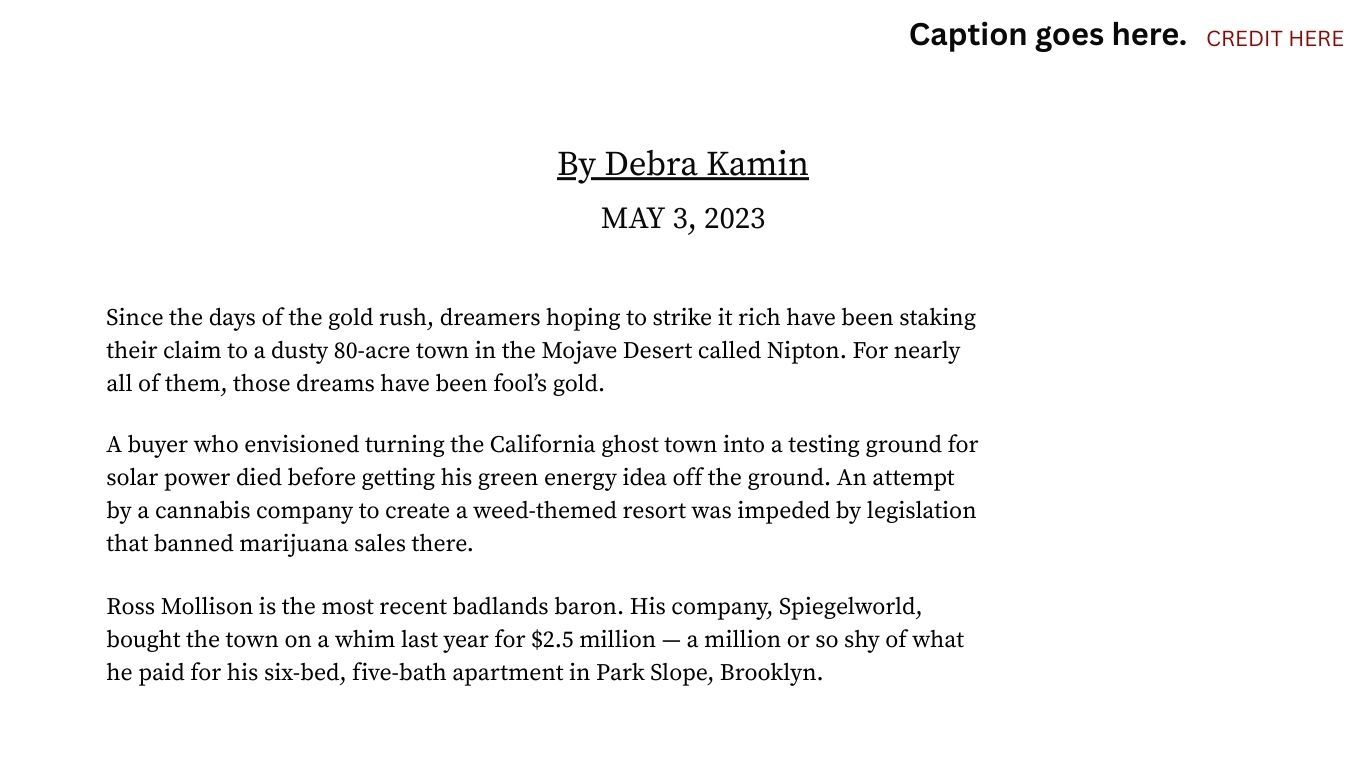 Caption goes here. CREDIT HERE
By Debra Kamin
MAY 3, 2023
Since the days of the gold rush, dreamers hoping to strike it rich have been staking
their claim to a dusty 80-acre town in the Mojave Desert called Nipton. For nearly
all of them, those dreams have been fool’s gold.
A buyer who envisioned turning the California ghost town into a testing ground for
solar power died before getting his green energy idea off the ground. An attempt
by a cannabis company to create a weed-themed resort was impeded by legislation
that banned marijuana sales there.
Ross Mollison is the most recent badlands baron. His company, Spiegelworld,
bought the town on a whim last year for $2.5 million — a million or so shy of what
he paid for his six-bed, five-bath apartment in Park Slope, Brooklyn.